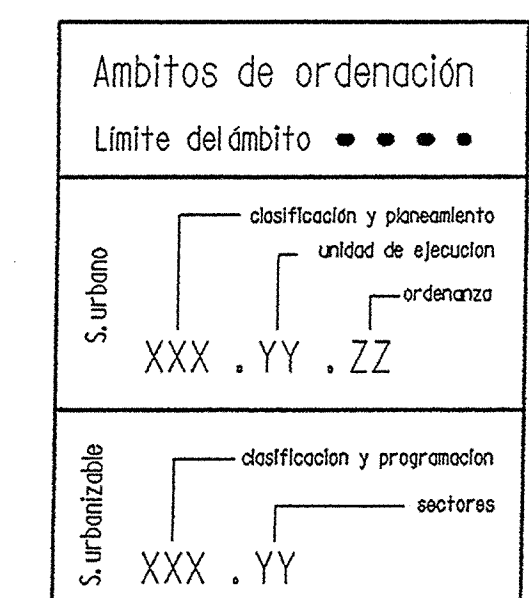 Ambitos de ordenación
Límite del ámbito
S. urbano
clasificación y planeamiento
unidad de ejecucion
ordenanza
XXX . YY . ZZ
S. urbanizable
clasificacion y programacion
sectores
XXX . YY